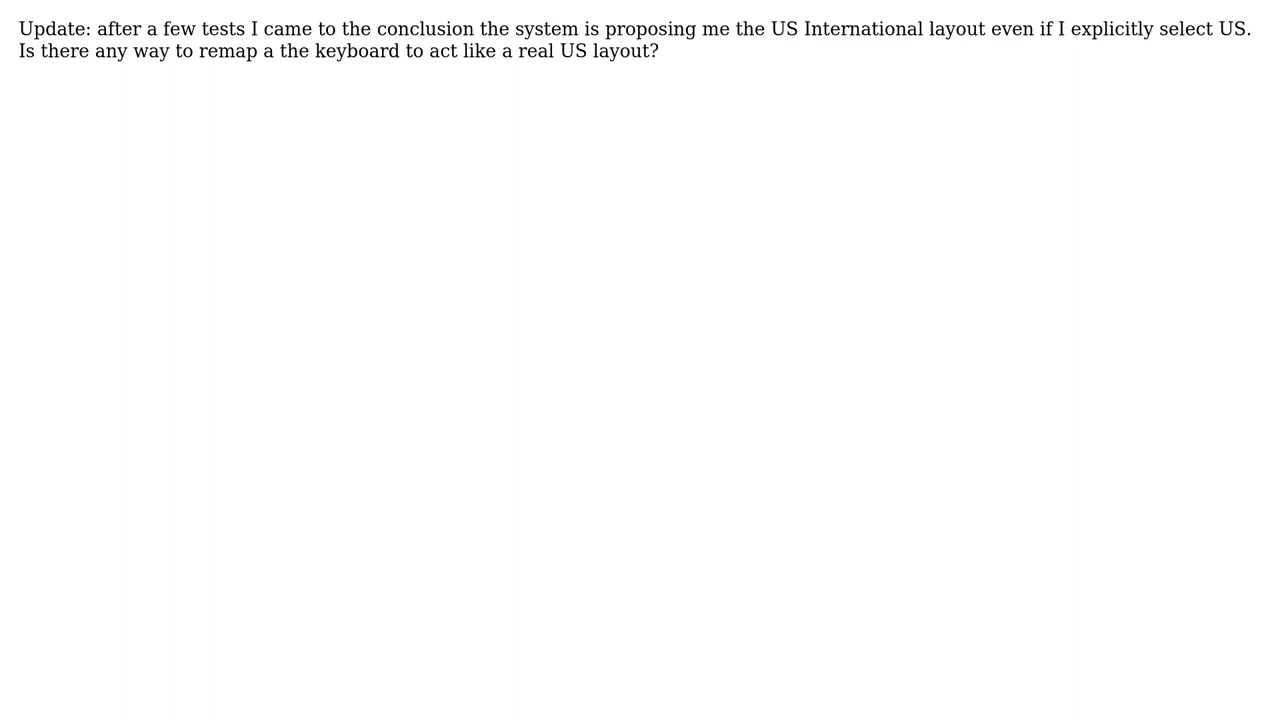 Update: after a few tests I came to the conclusion the system is proposing me the US International layout even if I explicitly select US.
Is there any way to remap a the keyboard to act like a real US layout?